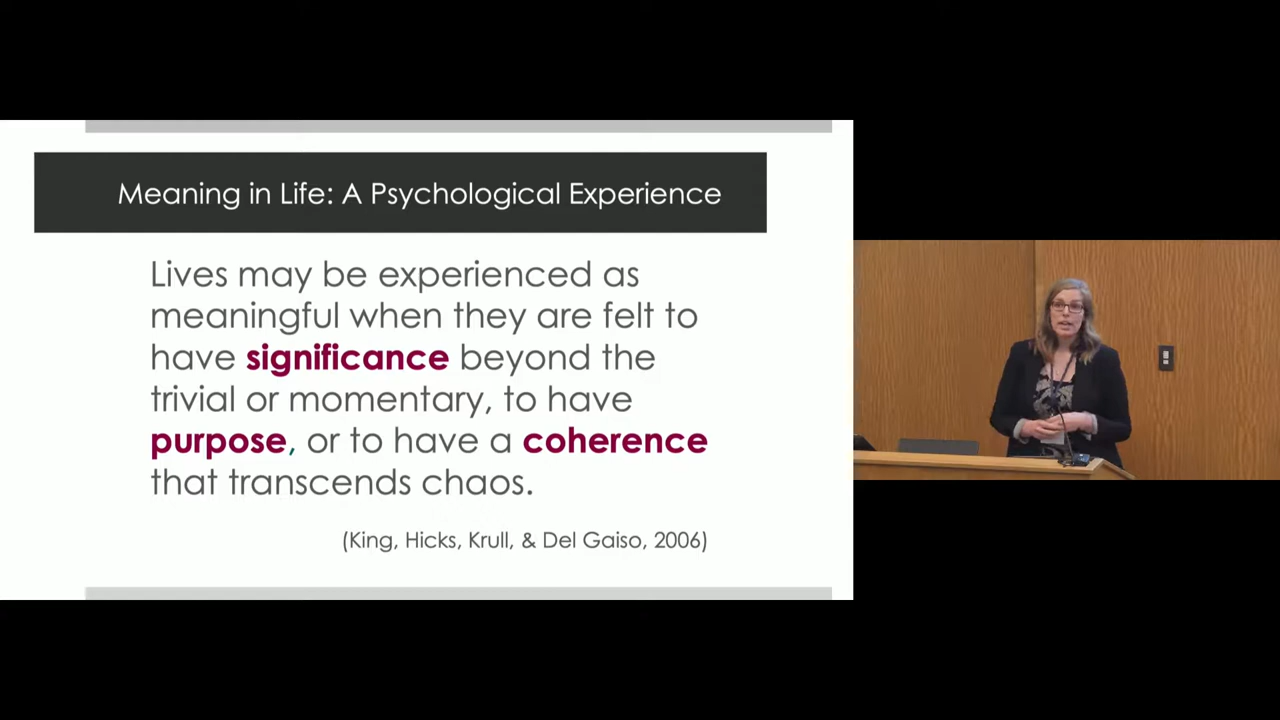 Meaning in Life: A Psychological Experience
Lives may be experienced as
meaningful when they are felt to
have significance beyond the
trivial or momentary, to have
purpose, or to have a coherence
that transcends chaos.
(King, Hicks, Krull, & Del Gaiso, 2006)